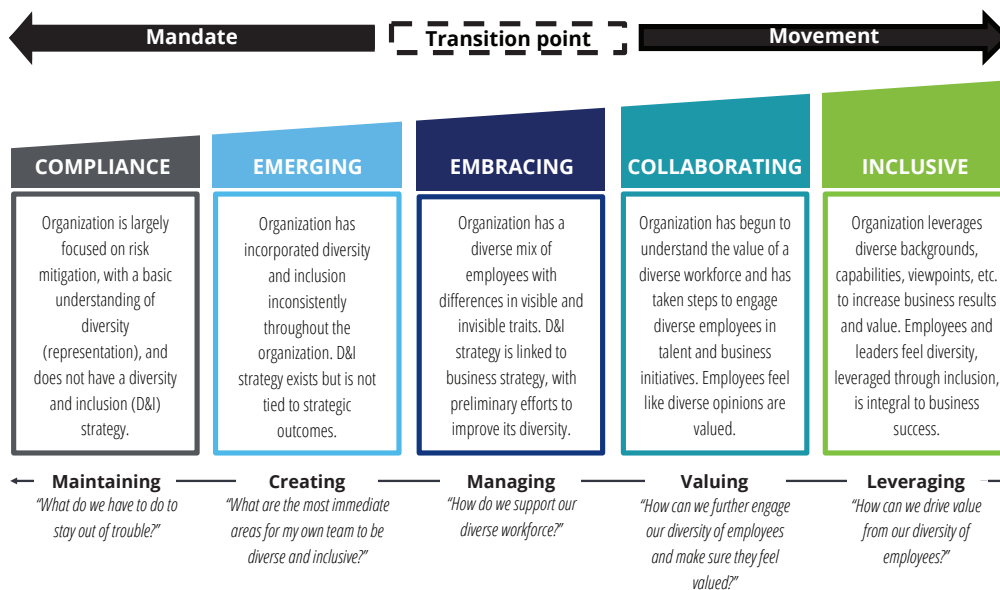 Mandate
Transition point
Movement
COMPLIANCE
Organization is largely
focused on risk
mitigation, with a basic
understanding of
diversity
(representation), and
does not have a diversity
and inclusion (D&I)
strategy.
Maintaining
“What do we have to do to
stay out of trouble?”
EMERGING
Organization has
incorporated diversity
and inclusion
inconsistently
throughout the
organization. D&I
strategy exists but is not
tied to strategic
outcomes.
Creating
“What are the most immediate
areas for my own team to be
diverse and inclusive?”
EMBRACING
Organization has a
diverse mix of
employees with
differences in visible and
invisible traits. D&I
strategy is linked to
business strategy, with
preliminary efforts to
improve its diversity.
Managing
“How do we support our
diverse workforce?”
COLLABORATING
Organization has begun to
understand the value of a
diverse workforce and has
taken steps to engage
diverse employees in
talent and business
initiatives. Employees feel
like diverse opinions are
valued.
Valuing
“How can we further engage
our diversity of employees
and make sure they feel
valued?”
INCLUSIVE
Organization leverages
diverse backgrounds,
capabilities, viewpoints, etc.
to increase business results
and value. Employees and
leaders feel diversity,
leveraged through inclusion,
is integral to business
success.
Leveraging
“How can we drive value
from our diversity of
employees?”